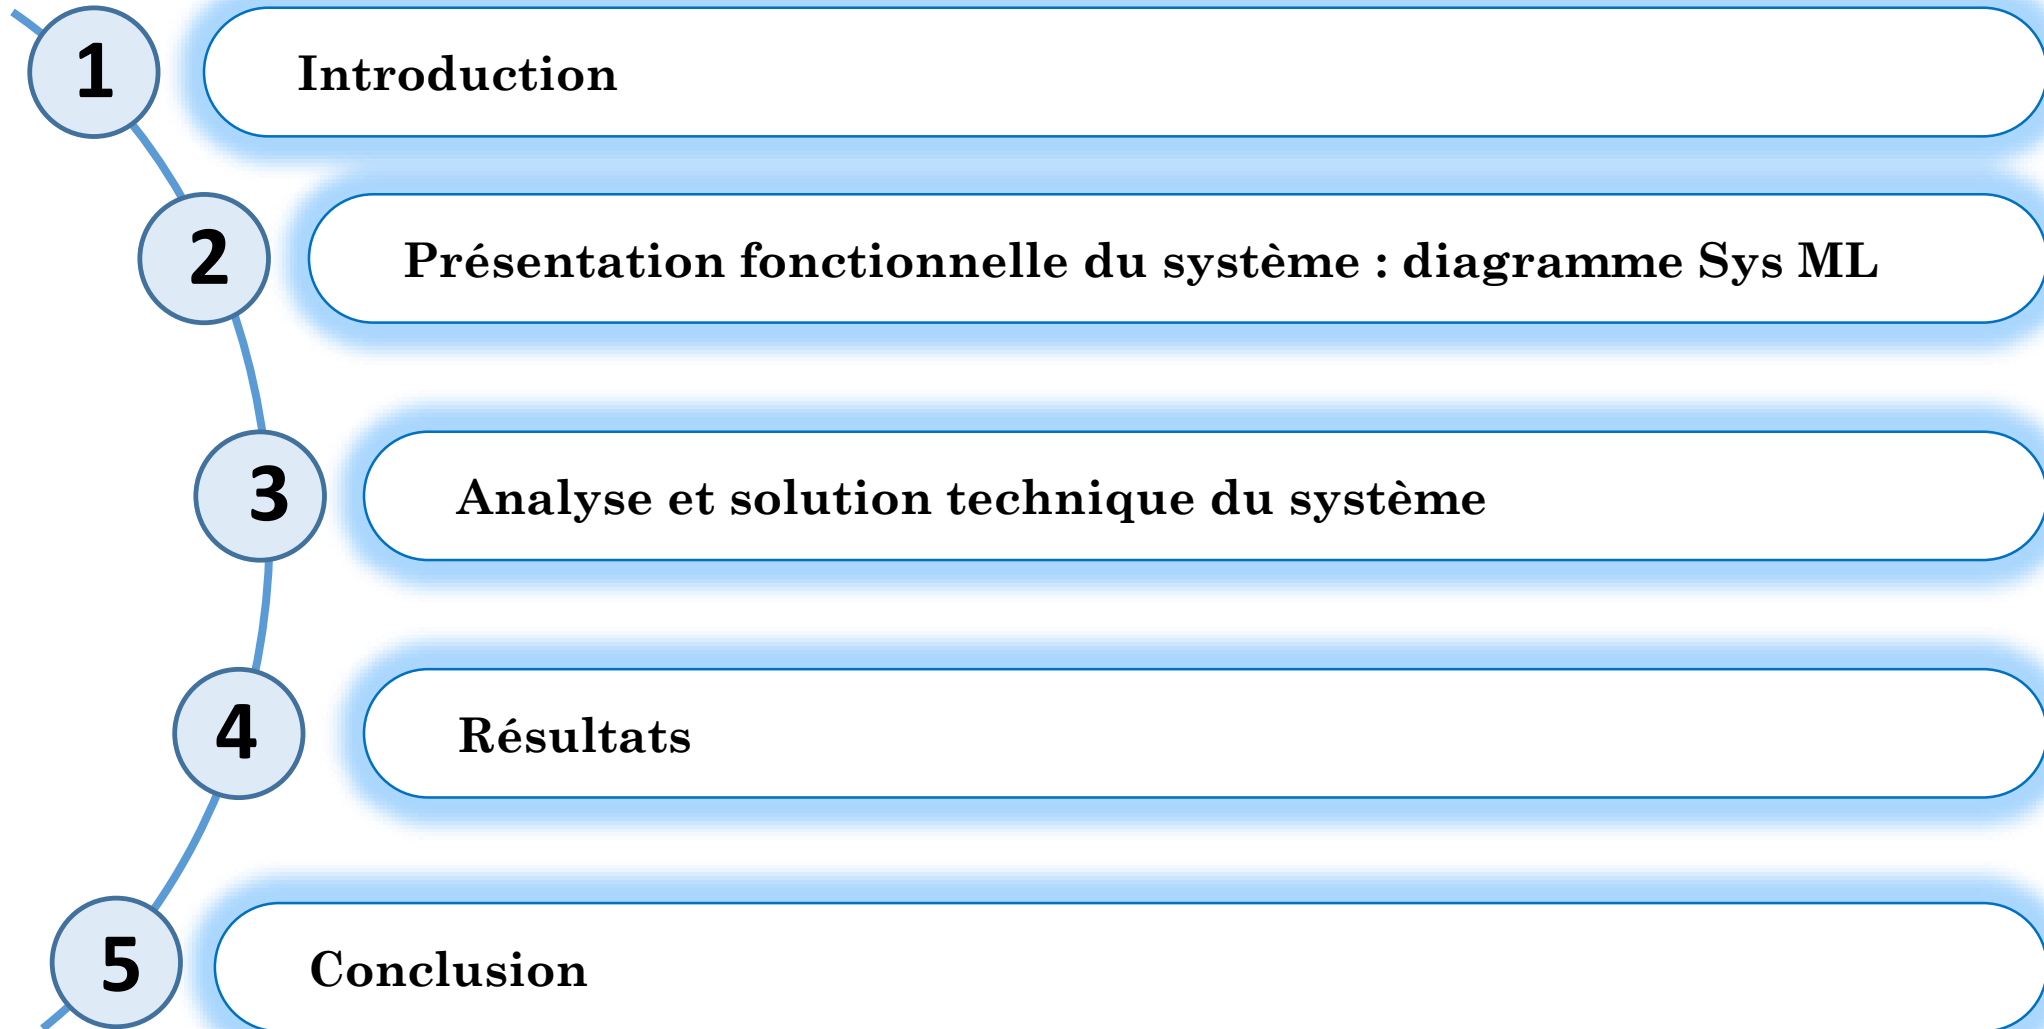 1 Introduction
2 Présentation fonctionnelle du système : diagramme Sys ML
3 Analyse et solution technique du système
4 Résultats
5 Conclusion